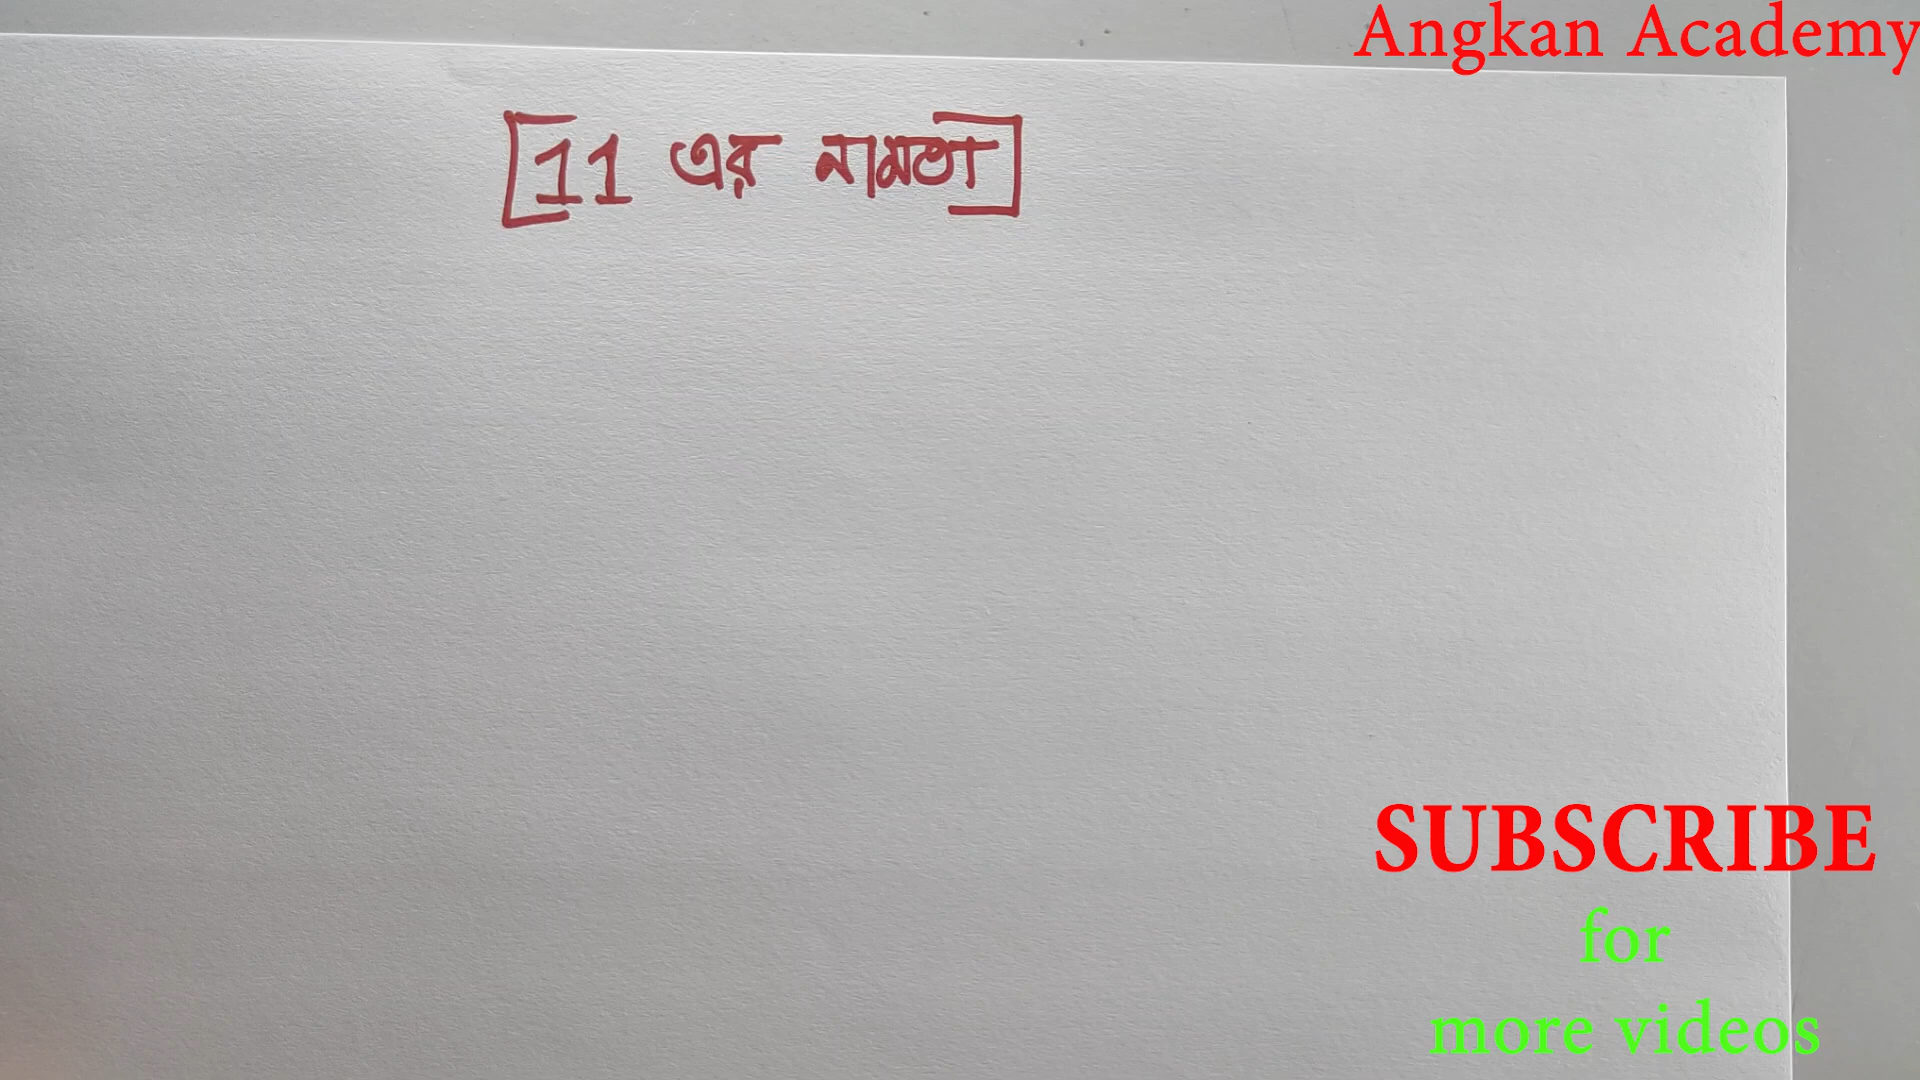 Angkan Academy
[11 এর নামতা]
SUBSCRIBE
for
more videos